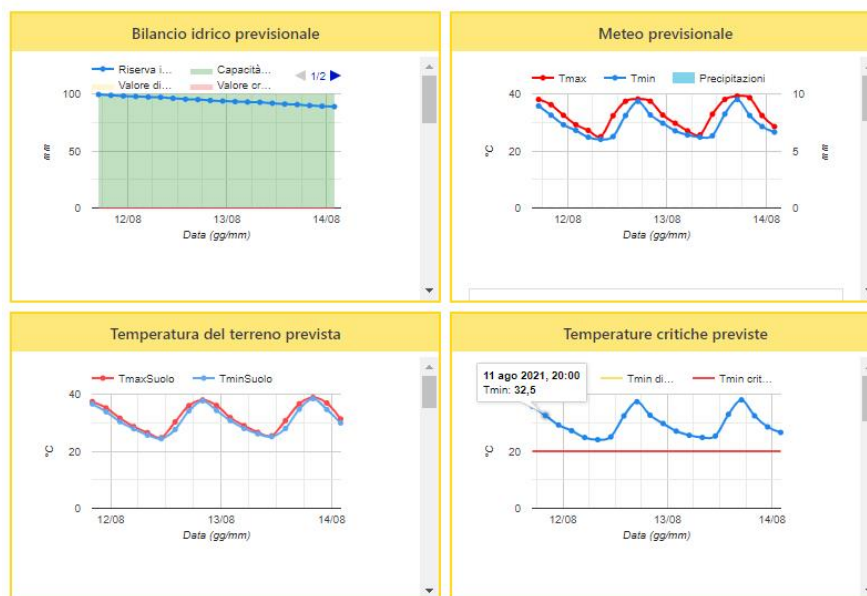 Bilancio idrico previsionale
Riserva i...
Capacità...
1/2
Valore di...
Valore cr...
100
50
0
mm
12/08
13/08
14/08
Data (gg/mm)
Meteo previsionale
Tmax
Tmin
Precipitazioni
40
20
0
°C
10
5
0
mm
12/08
13/08
14/08
Data (gg/mm)
Temperatura del terreno prevista
TmaxSuolo
TminSuolo
40
20
0
°C
12/08
13/08
14/08
Data (gg/mm)
Temperature critiche previste
11 ago 2021, 20:00
Tmin: 32,5
Tmin di...
Tmin crit...
20
0
°C
12/08
13/08
14/08
Data (gg/mm)